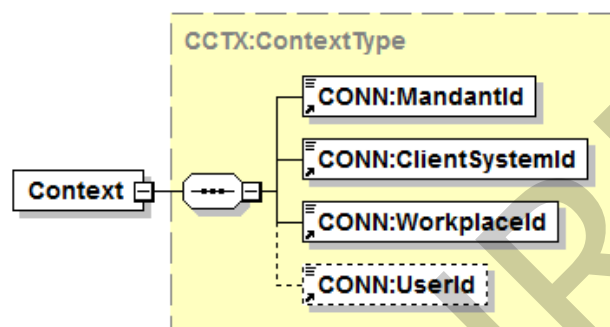 CCTX:ContextType
CONN:MandantId
CONN:ClientSystemId
Context
CONN:WorkplaceId
CONN:UserId